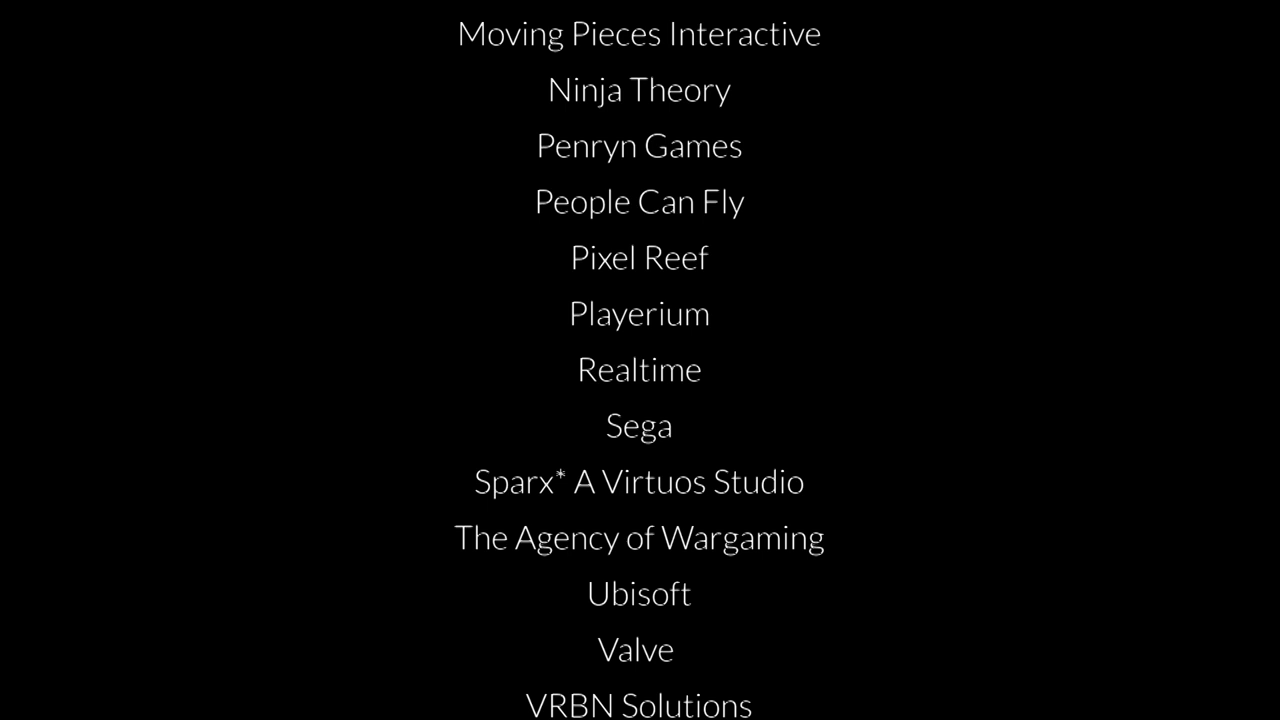 Moving Pieces Interactive
Ninja Theory
Penryn Games
People Can Fly
Pixel Reef
Playerium
Realtime
Sega
Sparx* A Virtuos Studio
The Agency of Wargaming
Ubisoft
Valve
VRBN Solutions